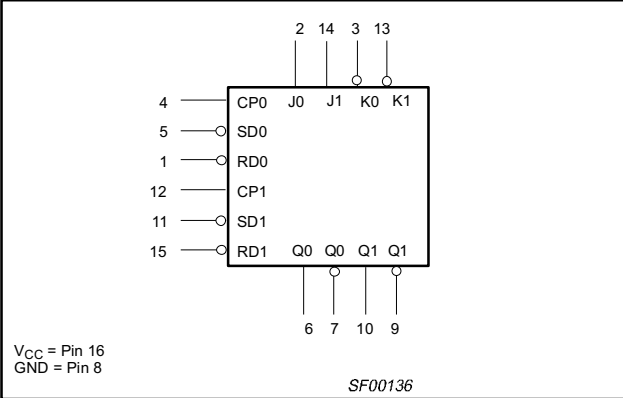 2 14 3 13
4 CP0 J0 J1 K0 K1
5 SD0
1 RD0
12 CP1
11 SD1
15 RD1 Q0 Q0 Q1 Q1
6 7 10 9
VCC = Pin 16
GND = Pin 8
SF00136